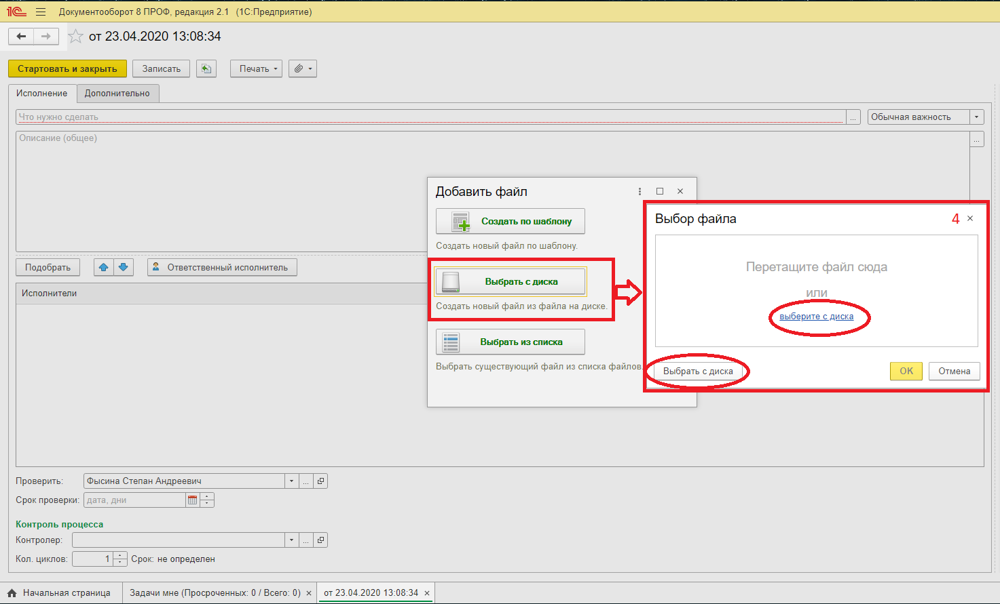 1С Документооборот 8 ПРОФ, редакция 2.1 (1С:Предприятие)
от 23.04.2020 13:08:34
Стартовать и закрыть Записать Печать
Исполнение Дополнительно
Что нужно сделать ... Обычная важность
Описание (общее) ...
Добавить файл
Создать по шаблону
Создать новый файл по шаблону.
Выбрать с диска
Создать новый файл из файла на диске.
Выбрать из списка
Выбрать существующий файл из списка файлов.
Выбор файла 4
Перетащите файл сюда
или
выберите с диска
Выбрать с диска ОК Отмена
Подобрать Ответственный исполнитель
Исполнители
Проверить: Фысина Степан Андреевич ...
Срок проверки: дата, дни
Контроль процесса
Контролер: ...
Кол. циклов: 1 Срок: не определен
Начальная страница Задачи мне (Просроченных: 0 / Всего: 0) × от 23.04.2020 13:08:34 ×